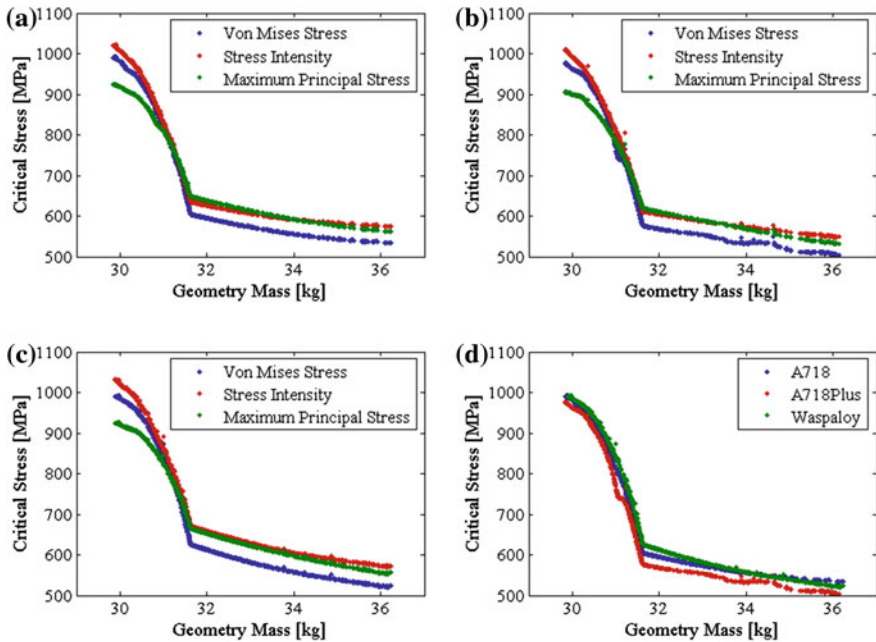 (a)
1100
1000
900
800
700
600
500
30
32
34
36
Critical Stress [MPa]
Geometry Mass [kg]
Von Mises Stress
Stress Intensity
Maximum Principal Stress
(b)
1100
1000
900
800
700
600
500
30
32
34
36
Critical Stress [MPa]
Geometry Mass [kg]
Von Mises Stress
Stress Intensity
Maximum Principal Stress
(c)
1100
1000
900
800
700
600
500
30
32
34
36
Critical Stress [MPa]
Geometry Mass [kg]
Von Mises Stress
Stress Intensity
Maximum Principal Stress
(d)
1100
1000
900
800
700
600
500
30
32
34
36
Critical Stress [MPa]
Geometry Mass [kg]
A718
A718Plus
Waspaloy